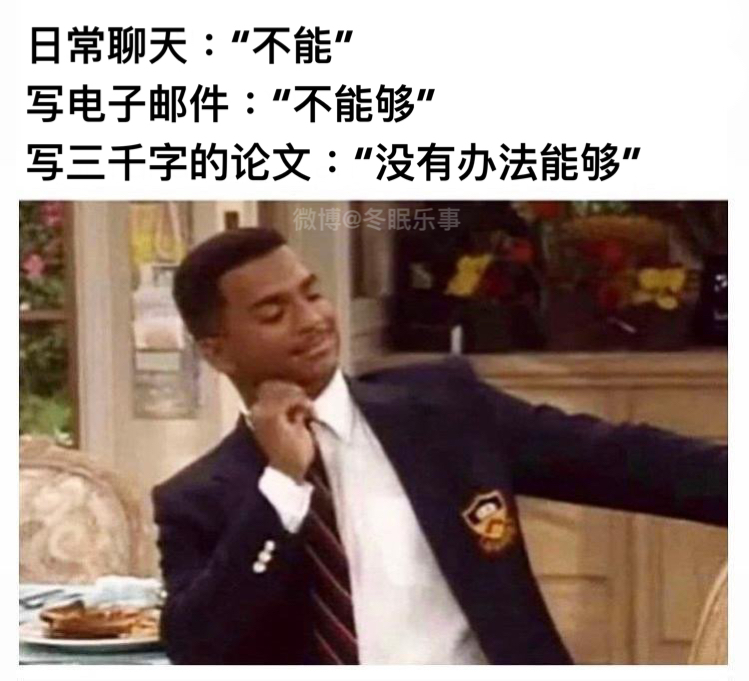 日常聊天：“不能”
写电子邮件：“不能够”
写三千字的论文：“没有办法能够”
微博@冬眠乐事